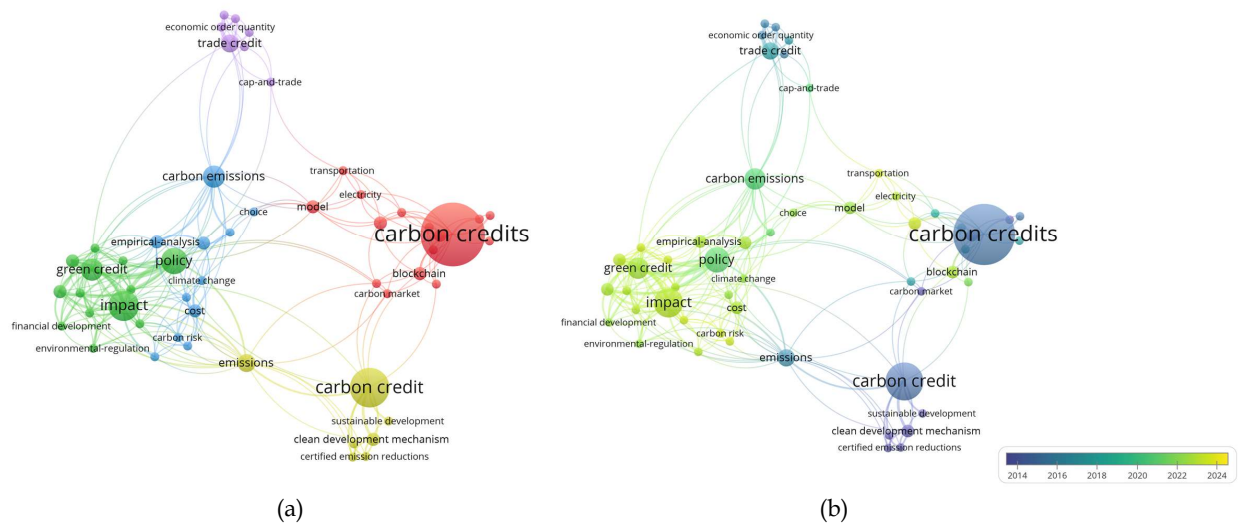 economic order quantity
trade credit
cap-and-trade
carbon emissions
transportation
electricity
model
choice
carbon credits
empirical-analysis
policy
green credit
climate change
blockchain
carbon market
impact
cost
financial development
carbon risk
environmental-regulation
emissions
carbon credit
sustainable development
clean development mechanism
certified emission reductions
(a)
economic order quantity
trade credit
cap-and-trade
carbon emissions
transportation
electricity
model
choice
carbon credits
empirical-analysis
policy
green credit
climate change
blockchain
carbon market
impact
cost
financial development
carbon risk
environmental-regulation
emissions
carbon credit
sustainable development
clean development mechanism
certified emission reductions
2014 2016 2018 2020 2022 2024
(b)